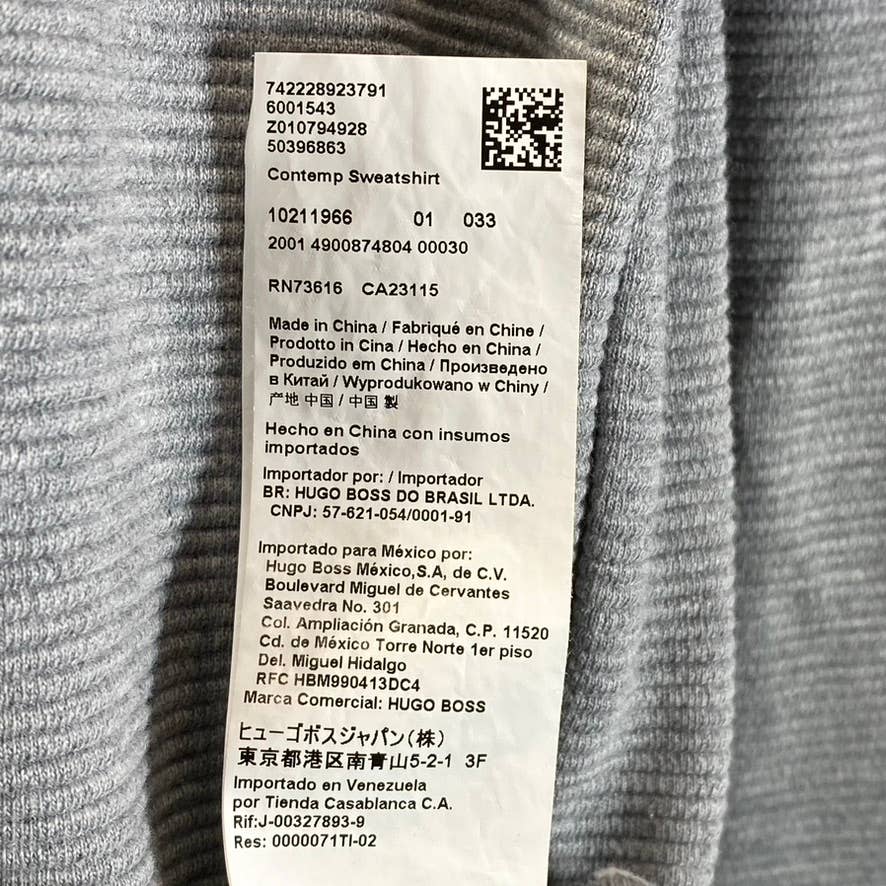 742228923791
6001543
Z010794928
50396863
Contemp Sweatshirt
10211966 01 033
2001 4900874804 00030
RN73616 CA23115
Made in China / Fabriqué en Chine /
Prodotto in Cina / Hecho en China /
Produzido em China / Произведено
в Китай / Wyprodukowano w Chiny /
产地 中国 / 中国 製
Hecho en China con insumos
importados
Importador por: / Importador
BR: HUGO BOSS DO BRASIL LTDA.
CNPJ: 57-621-054/0001-91
Importado para México por:
Hugo Boss México,S.A, de C.V.
Boulevard Miguel de Cervantes
Saavedra No. 301
Col. Ampliación Granada, C.P. 11520
Cd. de México Torre Norte 1er piso
Del. Miguel Hidalgo
RFC HBM990413DC4
Marca Comercial: HUGO BOSS
ヒューゴボスジャパン(株)
東京都港区南青山5-2-1 3F
Importado en Venezuela
por Tienda Casablanca C.A.
Rif:J-00327893-9
Res: 0000071TI-02